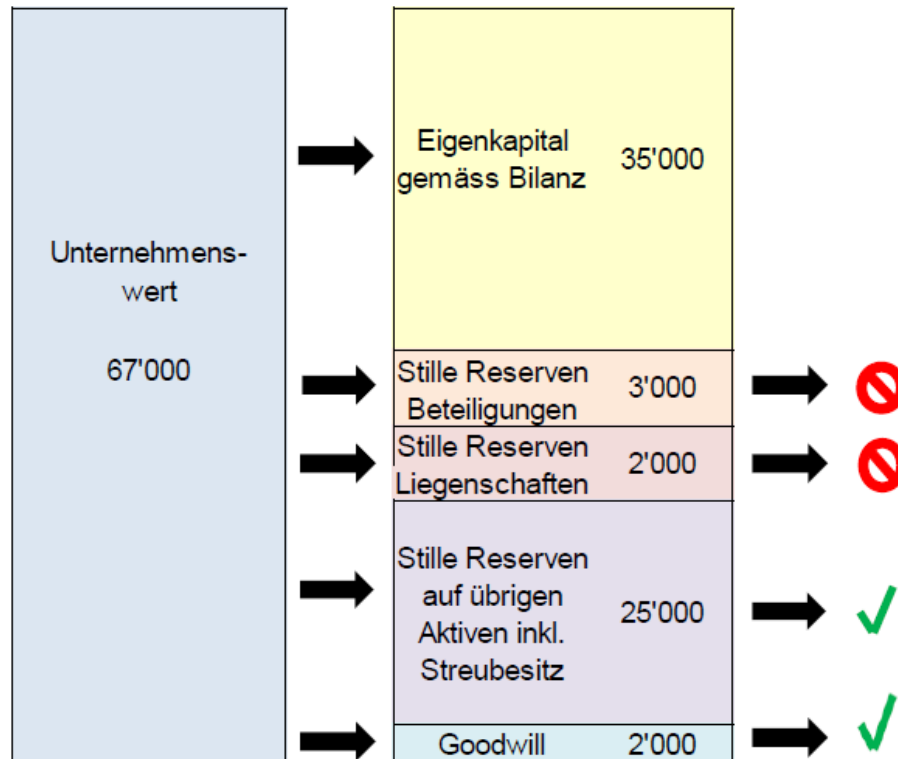 Unternehmens-
wert
67'000
Eigenkapital
gemäss Bilanz 35'000
Stille Reserven
Beteiligungen 3'000
Stille Reserven
Liegenschaften 2'000
Stille Reserven
auf übrigen
Aktiven inkl.
Streubesitz 25'000
Goodwill 2'000